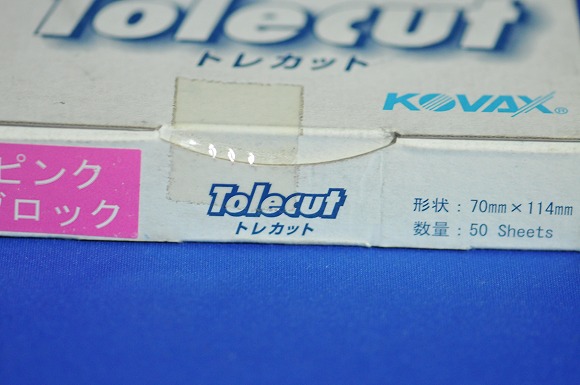 Tolecut
トレカット
KOVAX®
ピンク
ブロック
Tolecut
トレカット
形状：70mm×114mm
数量：50 Sheets